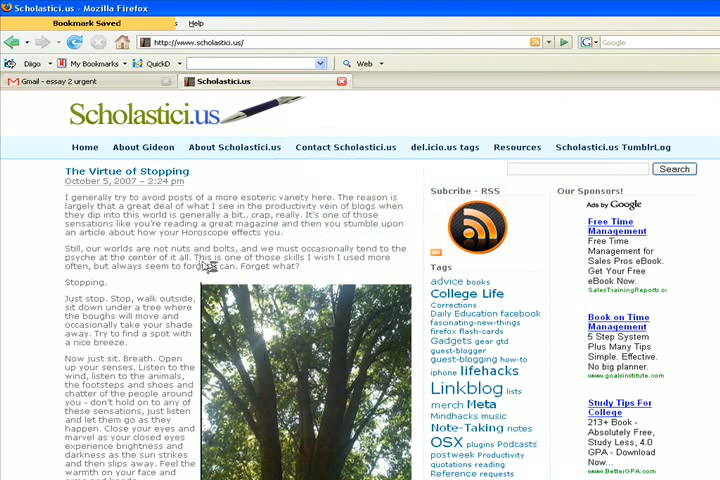 Scholastici.us - Mozilla Firefox
Bookmark Saved
Help
http://www.scholastici.us/
Google
Diigo My Bookmarks QuickD Web
Gmail - essay 2 urgent
Scholastici.us
Scholastici.us
Home About Gideon About Scholastici.us Contact Scholastici.us del.icio.us tags Resources Scholastici.us TumblrLog
The Virtue of Stopping
October 5, 2007 – 2:24 pm
Search
I generally try to avoid posts of a more esoteric variety here. The reason is
largely that a great deal of what I see in the productivity vein of blogs when
they dip into this world is generally a bit.. crap, really. It's one of those
sensations like you're reading a great magazine and then you stumble upon
an article about how your Horoscope effects you.
Still, our worlds are not nuts and bolts, and we must occasionally tend to the
psyche at the center of it all. This is one of those skills I wish I used more
often, but always seem to can. Forget what?
Stopping.
Just stop. Stop, walk outside,
sit down under a tree where
the boughs will move and
occasionally take your shade
away. Try to find a spot with
a nice breeze.
Now just sit. Breath. Open
up your senses. Listen to the
wind, listen to the animals,
the footsteps and shoes and
chatter of the people around
you - don't hold on to any of
these sensations, just listen
and let them go as they
happen. Close your eyes and
marvel as your closed eyes
experience brightness and
darkness as the sun strikes
and then slips away. Feel the
warmth on your face and
Subcribe - RSS
Tags
advice books
College Life
Corrections
Daily Education facebook
fascinating-new-things
firefox flash-cards
Gadgets gear gtd
guest-blogger
guest-blogging how-to
iphone lifehacks
Linkblog lists
merch Meta
Mindhacks music
Note-Taking notes
OSX plugins Podcasts
postweek Productivity
quotations reading
Reference requests
Our Sponsors!
Ads by Google
Free Time
Management
Free Time
Management for
Sales Pros eBook.
Get Your Free
eBook Now!
SalesTrainingReports.cc
Book on Time
Management
5 Step System
Plus Many Tips
Simple. Effective.
No big planner.
www.goalsinstitute.com
Study Tips For
College
213+ Book -
Absolutely Free,
Study Less, 4.0
GPA - Download
Now...
www.BetterGPA.com